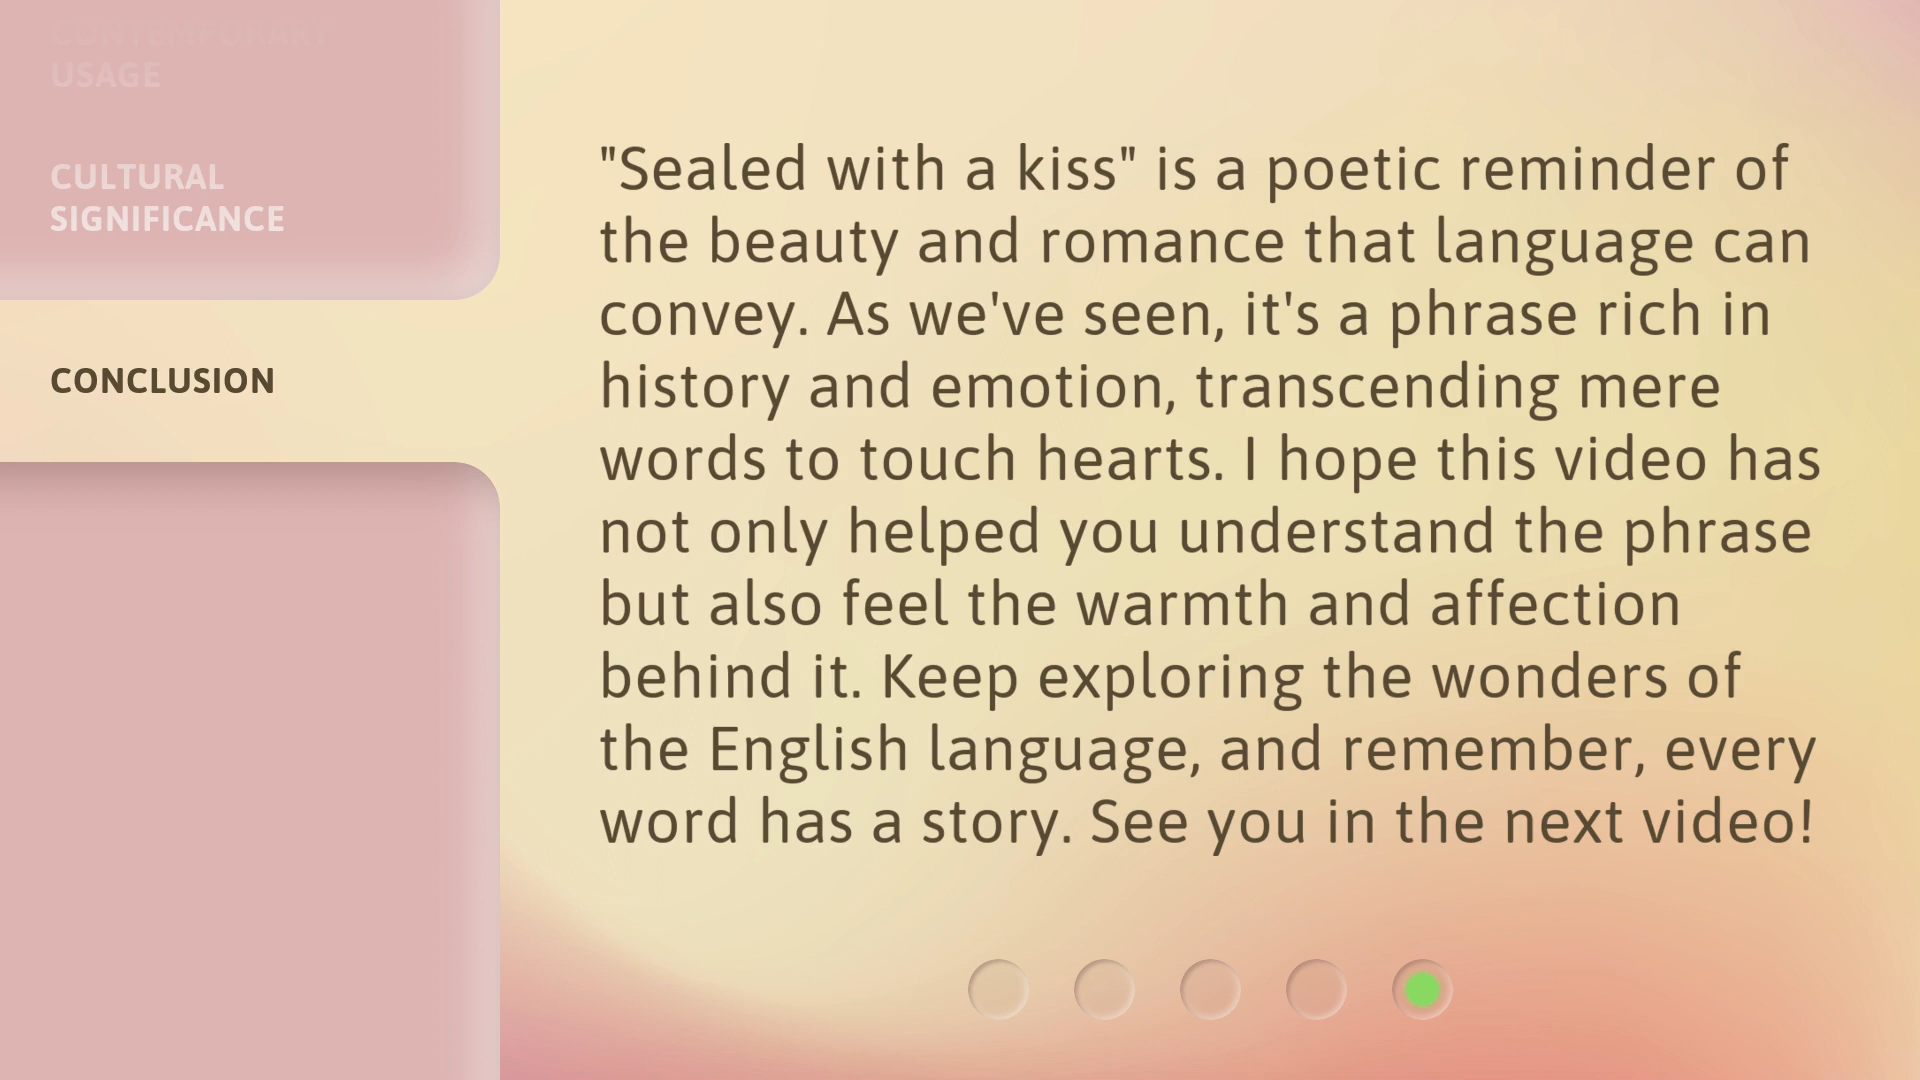 CONTEMPORARY
USAGE
CULTURAL
SIGNIFICANCE
CONCLUSION
"Sealed with a kiss" is a poetic reminder of
the beauty and romance that language can
convey. As we've seen, it's a phrase rich in
history and emotion, transcending mere
words to touch hearts. I hope this video has
not only helped you understand the phrase
but also feel the warmth and affection
behind it. Keep exploring the wonders of
the English language, and remember, every
word has a story. See you in the next video!